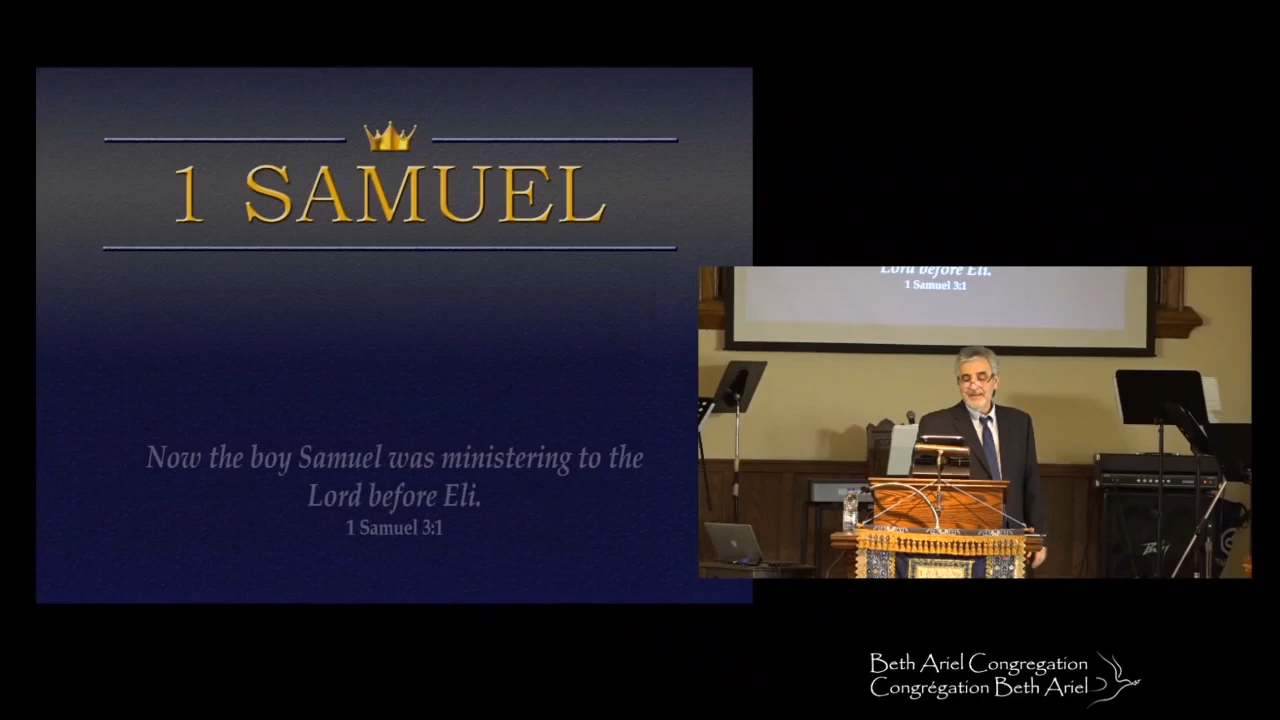 1 SAMUEL
Now the boy Samuel was ministering to the
Lord before Eli.
1 Samuel 3:1
Lord before Eli.
1 Samuel 3:1
Peavey
Beth Ariel Congregation
Congrégation Beth Ariel